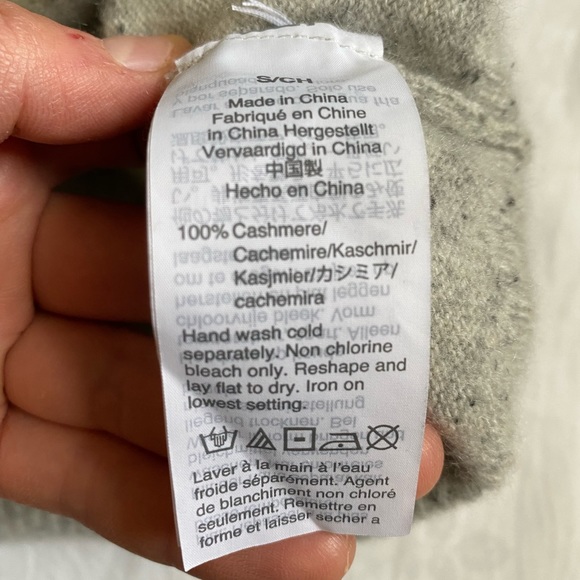 S/CH
Made in China
Fabriqué en Chine
in China Hergestellt
Vervaardigd in China
中国製
Hecho en China
100% Cashmere/
Cachemire/Kaschmir/
Kasjmier/カシミア/
cachemira
Hand wash cold
separately. Non chlorine
bleach only. Reshape and
lay flat to dry. Iron on
lowest setting.
Laver à la main à l'eau
froide séparément. Agent
de blanchiment non chloré
seulement. Remettre en
forme et laisser secher a